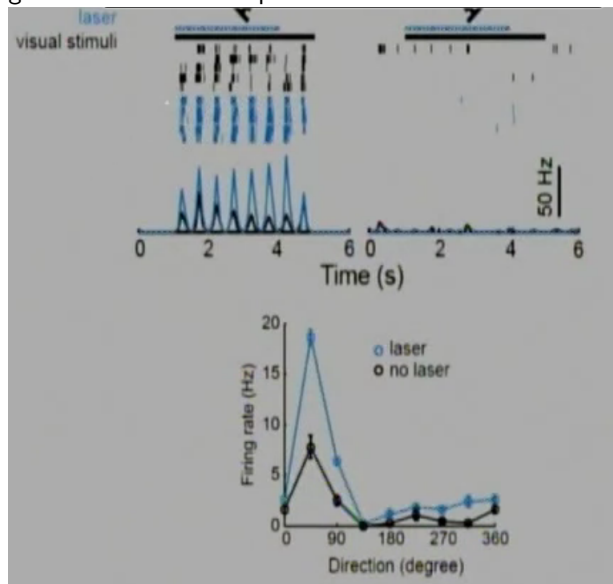 laser
visual stimuli
50 Hz
0 2 4 6 0 2 4 6
Time (s)
20
15
10
5
0
Firing rate (Hz)
laser
no laser
0 90 180 270 360
Direction (degree)